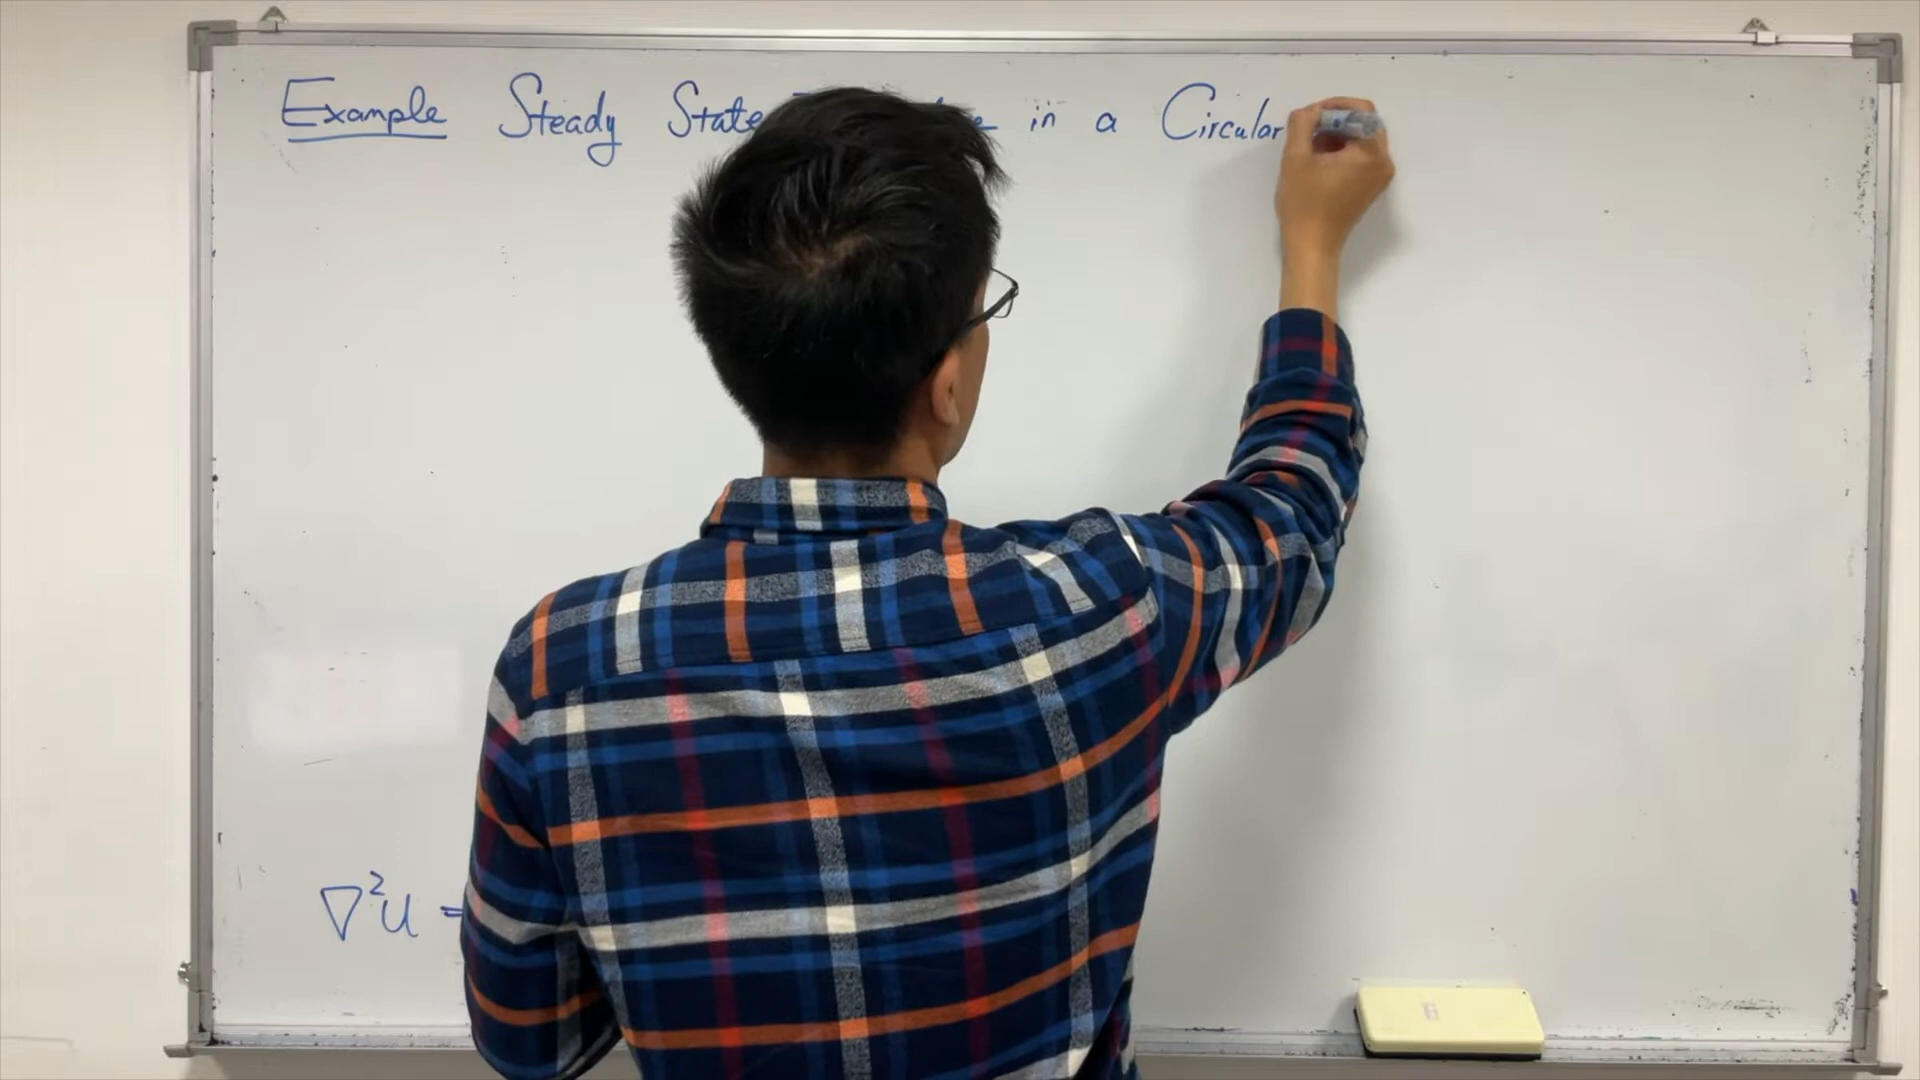 Example Steady State in a Circular
∇²u =